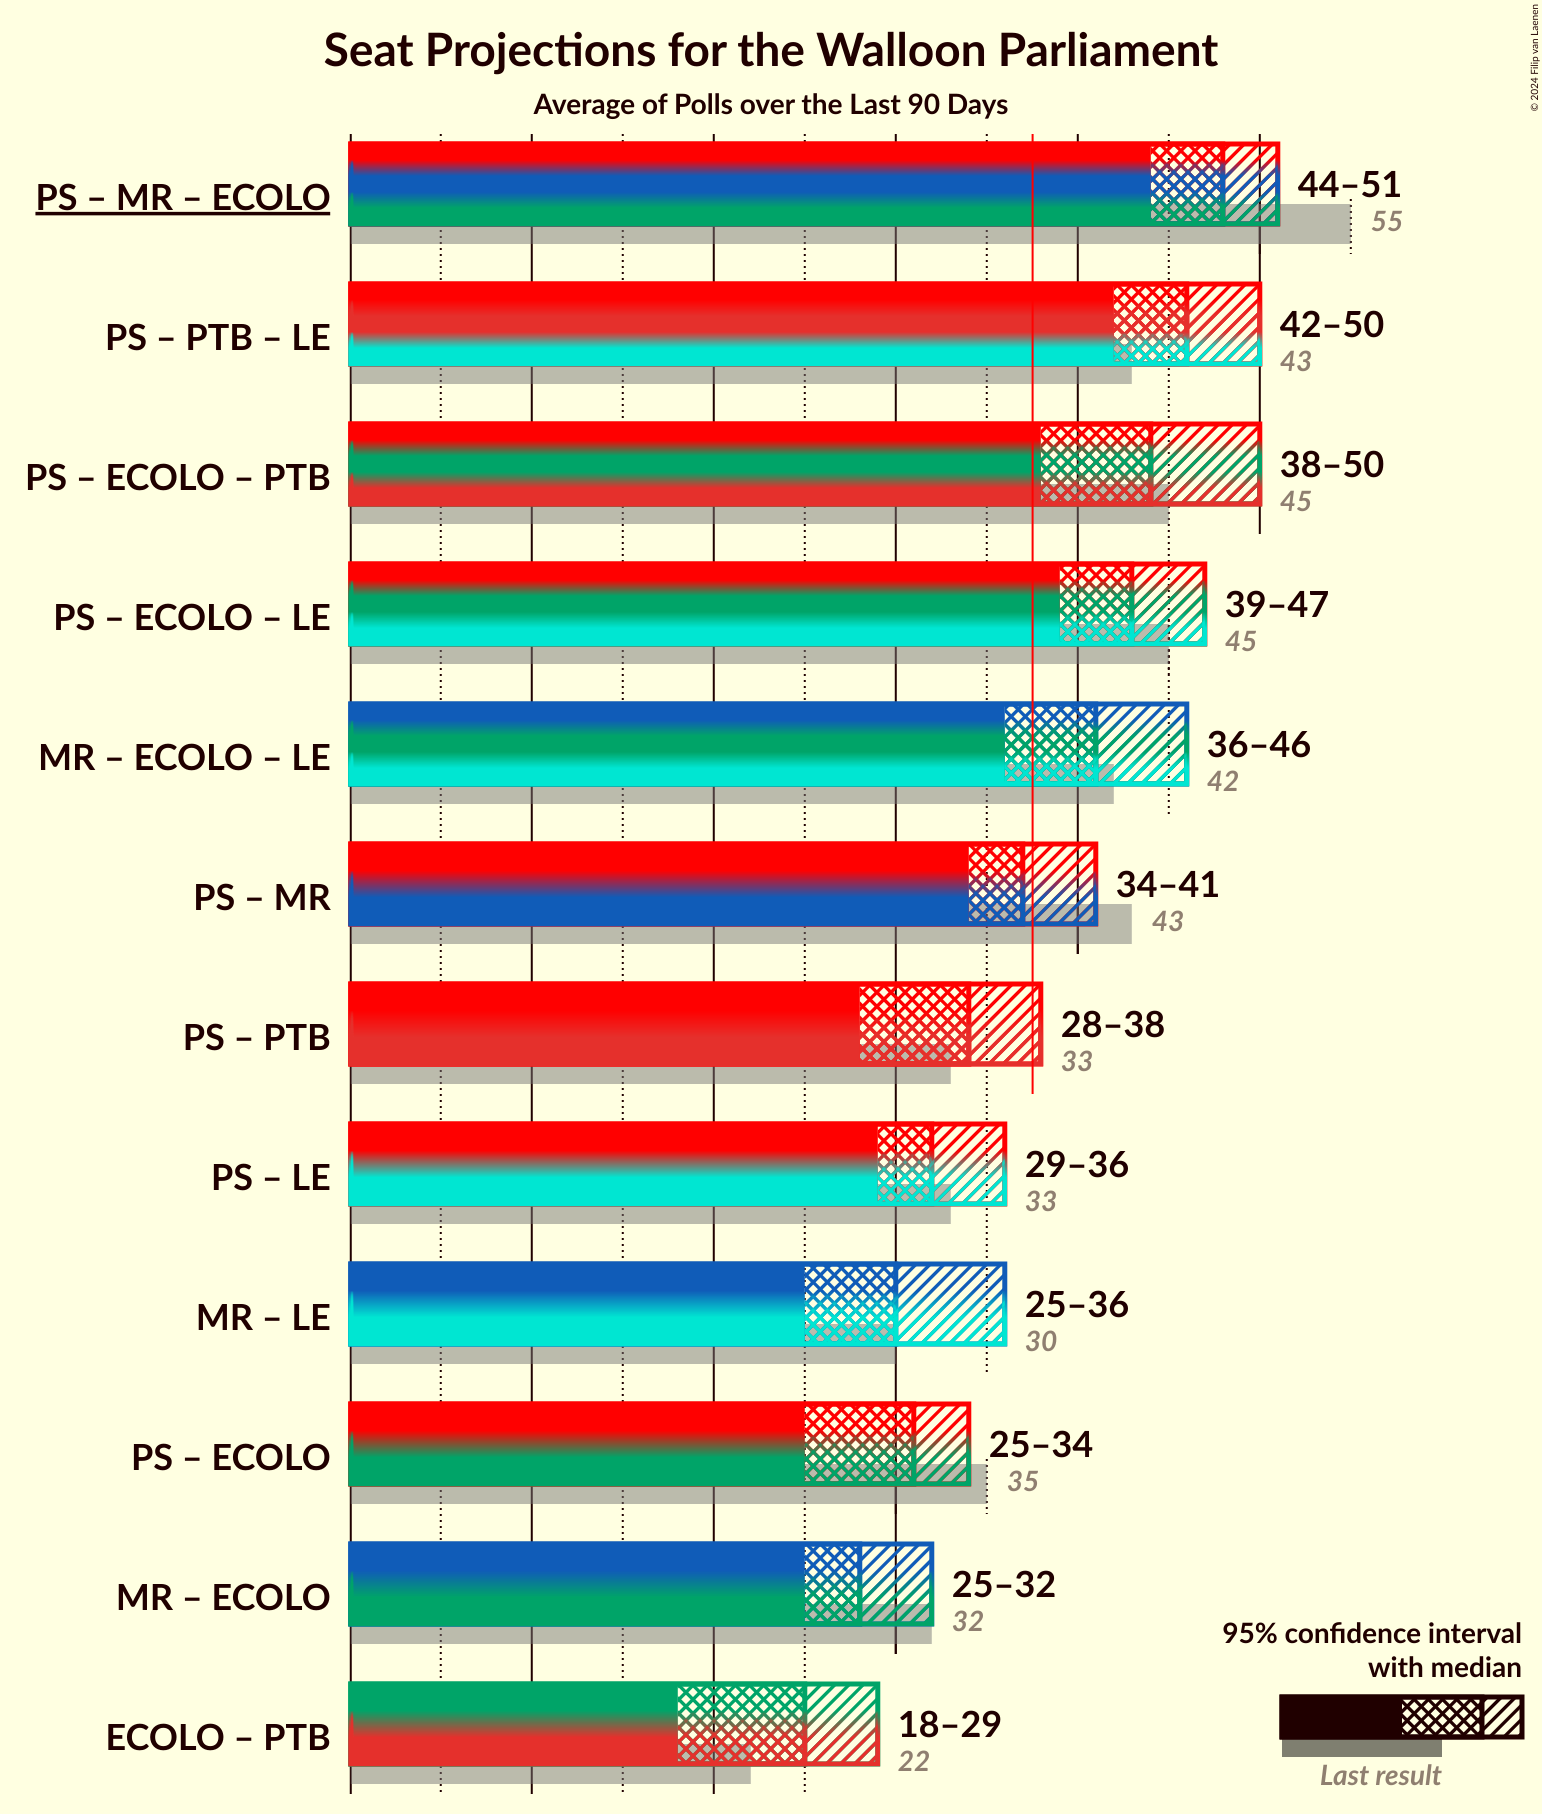 © 2024 Filip van Laenen
Seat Projections for the Walloon Parliament
Average of Polls over the Last 90 Days
PS – MR – ECOLO
44–51
55
PS – PTB – LE
42–50
43
PS – ECOLO – PTB
38–50
45
PS – ECOLO – LE
39–47
45
MR – ECOLO – LE
36–46
42
PS – MR
34–41
43
PS – PTB
28–38
33
PS – LE
29–36
33
MR – LE
25–36
30
PS – ECOLO
25–34
35
MR – ECOLO
25–32
32
ECOLO – PTB
18–29
22
95% confidence interval
with median
Last result